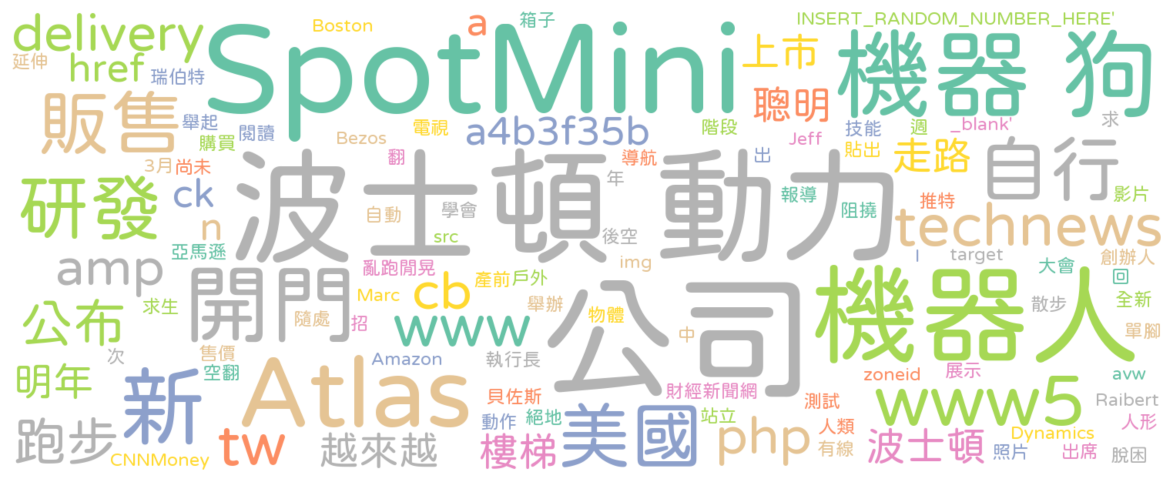 delivery
Boston
a
箱子
INSERT_RANDOM_NUMBER_HERE'
延伸
href
瑞伯特
SpotMini
上市
機器 狗
販售
舉起
閱讀
購買
Bezos
電視
a4b3f35b
階段
聰明
Jeff
技能
週
_blank'
求
3月
尚未
翻
導航
出
貼出
走路
自行
研發
ck
波士頓 動力
年
報導
阻撓
推特
影片
n
自動
學會
technews
亞馬遜
src
後空
l
target
創辦人
amp
開門
亂跑閒晃
img
產前
戶外
大會
回
全新
公布
求生
隨處
招
Marc
cb
舉辦
物體
公司
中
機器人
散步
單腳
次
售價
空翻
www
Amazon
執行長
明年
新
Atlas
貝佐斯
財經新聞網
zoneid
展示
avw
測試
www5
Raibert
跑步
tw
越來越
動作
絕地
樓梯
美國
站立
php
人類
有線
波士頓
Dynamics
人形
CNNMoney
照片
出席
脫困